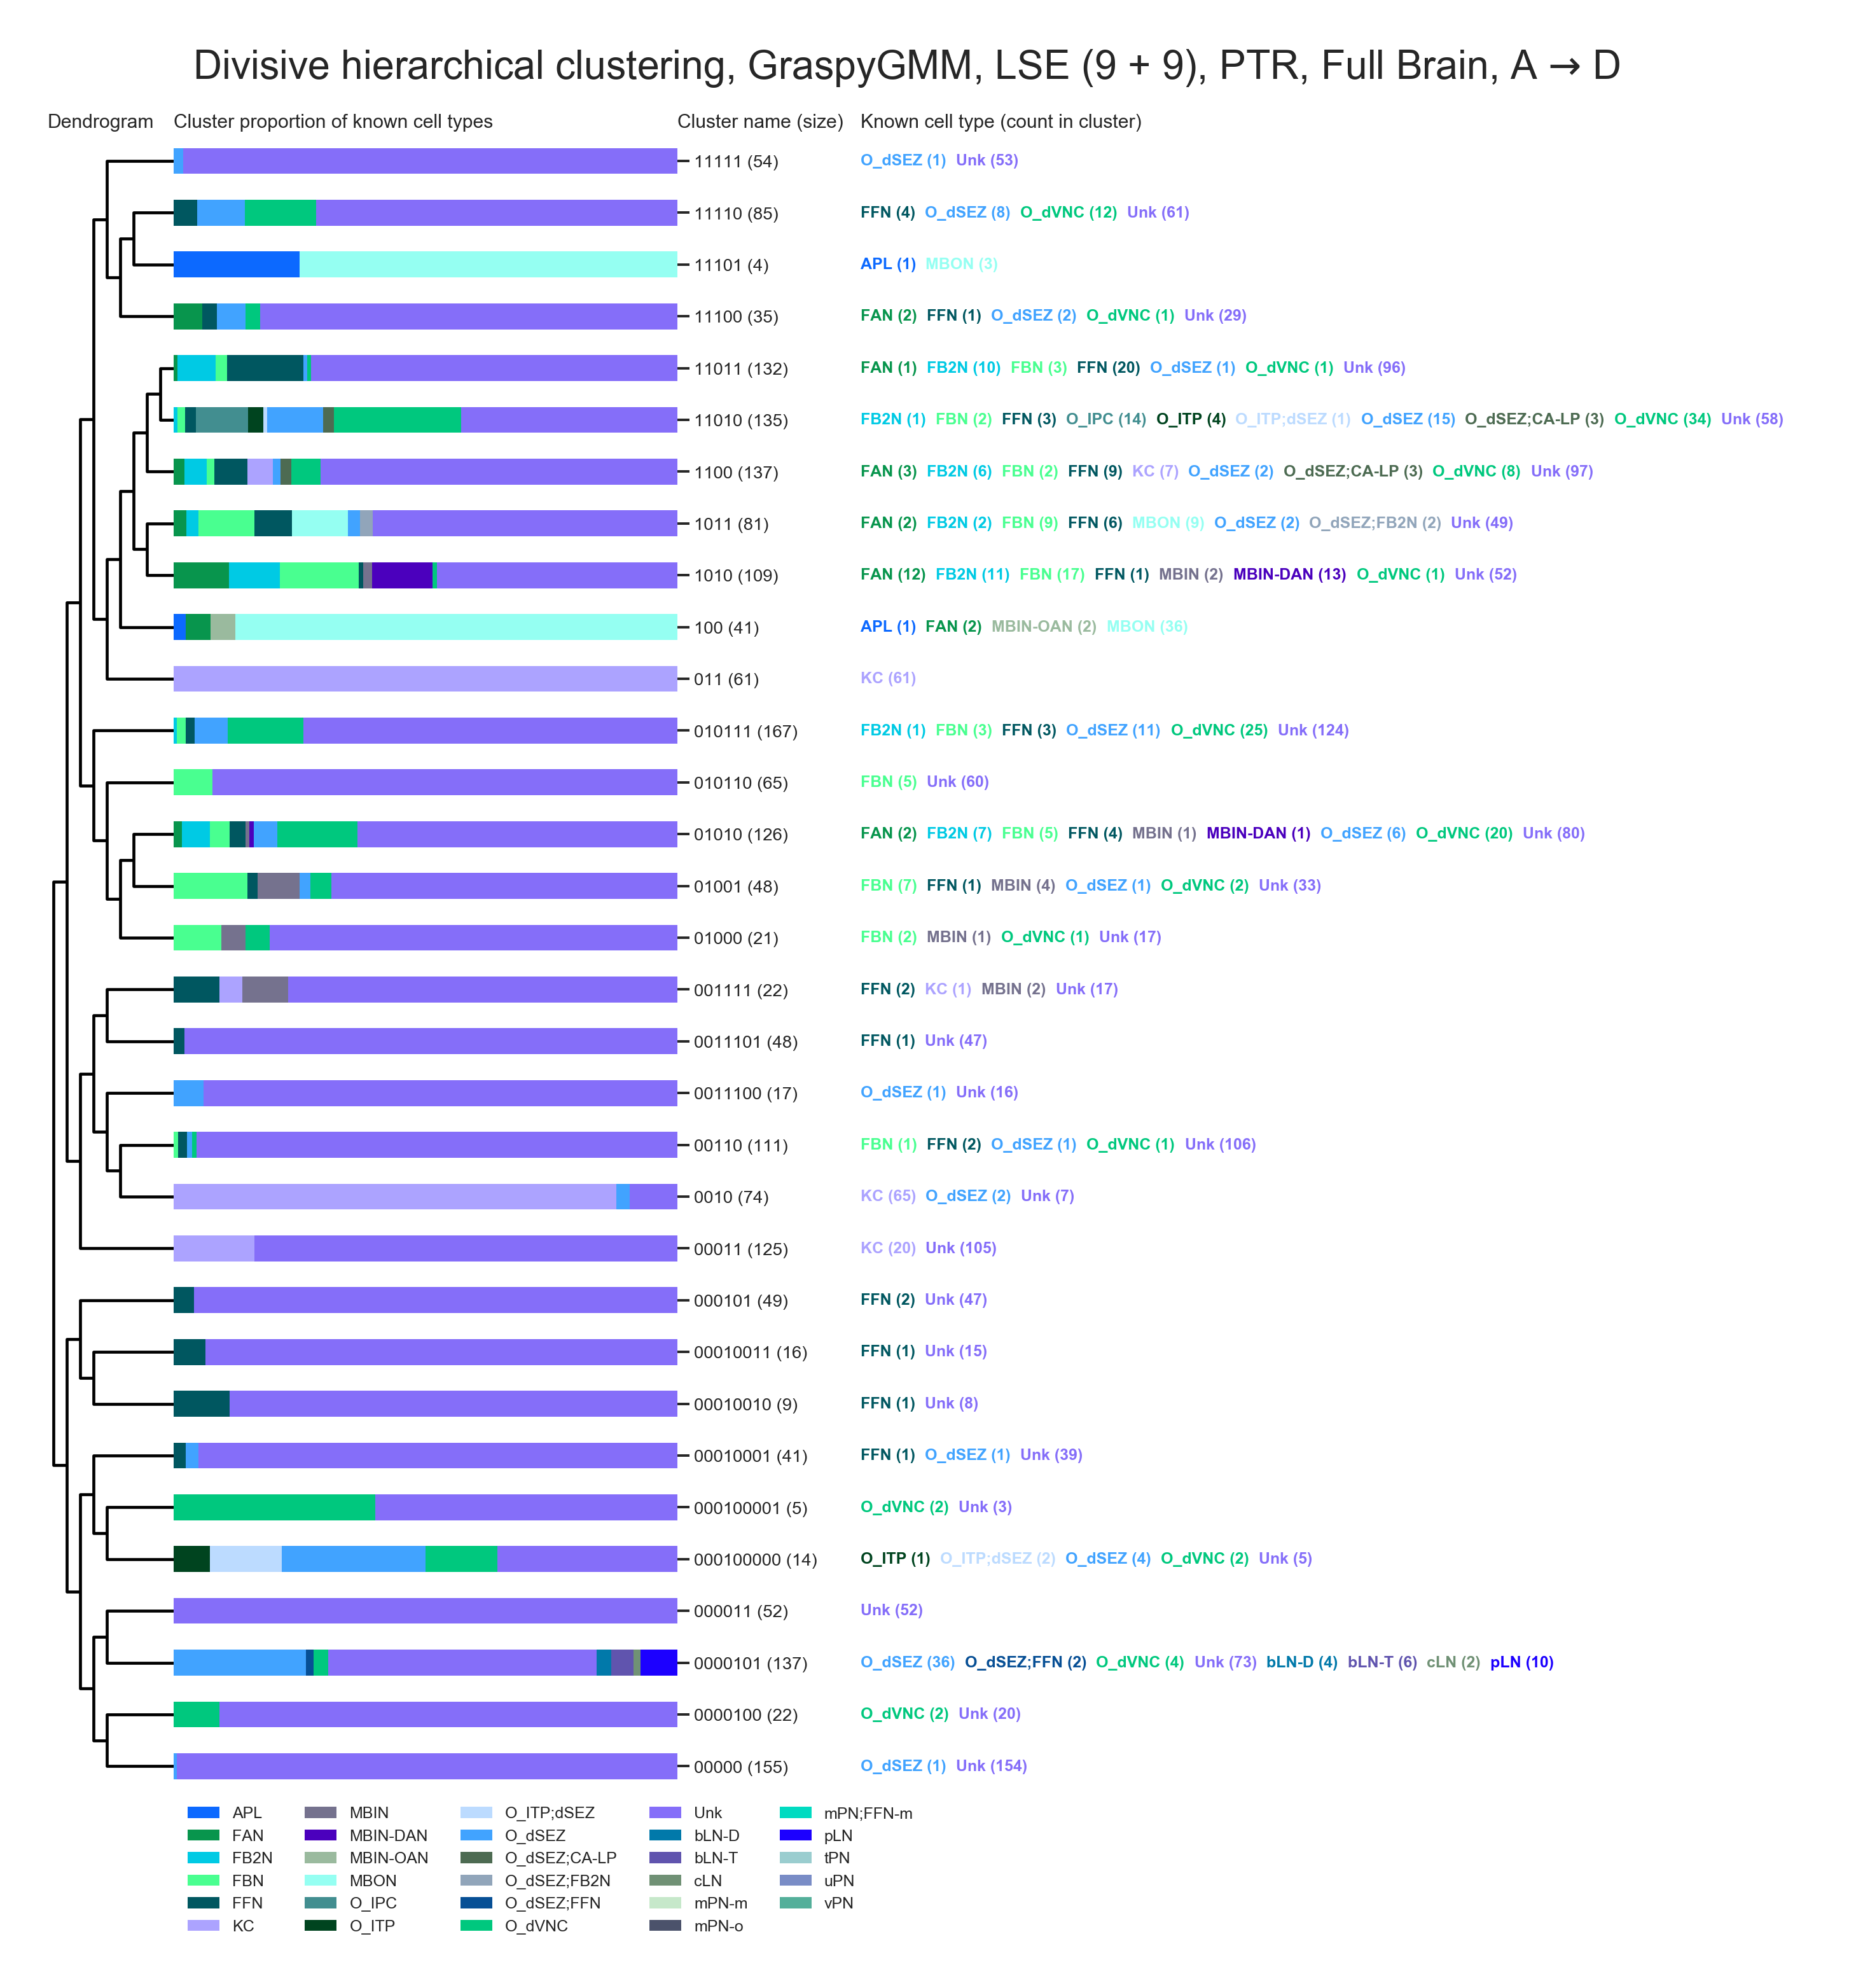 Divisive hierarchical clustering, GraspyGMM, LSE (9 + 9), PTR, Full Brain, A → D
Dendrogram Cluster proportion of known cell types Cluster name (size) Known cell type (count in cluster)
11111 (54) O_dSEZ (1) Unk (53)
11110 (85) FFN (4) O_dSEZ (8) O_dVNC (12) Unk (61)
11101 (4) APL (1) MBON (3)
11100 (35) FAN (2) FFN (1) O_dSEZ (2) O_dVNC (1) Unk (29)
11011 (132) FAN (1) FB2N (10) FBN (3) FFN (20) O_dSEZ (1) O_dVNC (1) Unk (96)
11010 (135) FB2N (1) FBN (2) FFN (3) O_IPC (14) O_ITP (4) O_ITP;dSEZ (1) O_dSEZ (15) O_dSEZ;CA-LP (3) O_dVNC (34) Unk (58)
1100 (137) FAN (3) FB2N (6) FBN (2) FFN (9) KC (7) O_dSEZ (2) O_dSEZ;CA-LP (3) O_dVNC (8) Unk (97)
1011 (81) FAN (2) FB2N (2) FBN (9) FFN (6) MBON (9) O_dSEZ (2) O_dSEZ;FB2N (2) Unk (49)
1010 (109) FAN (12) FB2N (11) FBN (17) FFN (1) MBIN (2) MBIN-DAN (13) O_dVNC (1) Unk (52)
100 (41) APL (1) FAN (2) MBIN-OAN (2) MBON (36)
011 (61) KC (61)
010111 (167) FB2N (1) FBN (3) FFN (3) O_dSEZ (11) O_dVNC (25) Unk (124)
010110 (65) FBN (5) Unk (60)
01010 (126) FAN (2) FB2N (7) FBN (5) FFN (4) MBIN (1) MBIN-DAN (1) O_dSEZ (6) O_dVNC (20) Unk (80)
01001 (48) FBN (7) FFN (1) MBIN (4) O_dSEZ (1) O_dVNC (2) Unk (33)
01000 (21) FBN (2) MBIN (1) O_dVNC (1) Unk (17)
001111 (22) FFN (2) KC (1) MBIN (2) Unk (17)
0011101 (48) FFN (1) Unk (47)
0011100 (17) O_dSEZ (1) Unk (16)
00110 (111) FBN (1) FFN (2) O_dSEZ (1) O_dVNC (1) Unk (106)
0010 (74) KC (65) O_dSEZ (2) Unk (7)
00011 (125) KC (20) Unk (105)
000101 (49) FFN (2) Unk (47)
00010011 (16) FFN (1) Unk (15)
00010010 (9) FFN (1) Unk (8)
00010001 (41) FFN (1) O_dSEZ (1) Unk (39)
000100001 (5) O_dVNC (2) Unk (3)
000100000 (14) O_ITP (1) O_ITP;dSEZ (2) O_dSEZ (4) O_dVNC (2) Unk (5)
000011 (52) Unk (52)
0000101 (137) O_dSEZ (36) O_dSEZ;FFN (2) O_dVNC (4) Unk (73) bLN-D (4) bLN-T (6) cLN (2) pLN (10)
0000100 (22) O_dVNC (2) Unk (20)
00000 (155) O_dSEZ (1) Unk (154)
APL MBIN O_ITP;dSEZ Unk mPN;FFN-m
FAN MBIN-DAN O_dSEZ bLN-D pLN
FB2N MBIN-OAN O_dSEZ;CA-LP bLN-T tPN
FBN MBON O_dSEZ;FB2N cLN uPN
FFN O_IPC O_dSEZ;FFN mPN-m vPN
KC O_ITP O_dVNC mPN-o